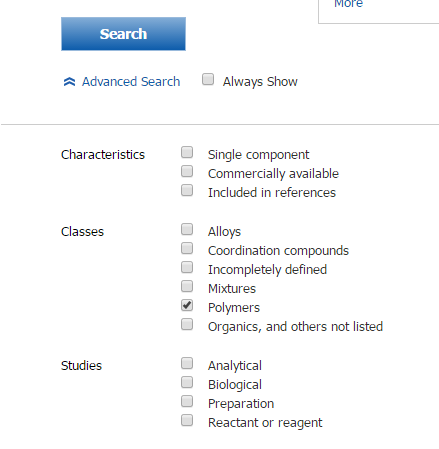 More
Search
Advanced Search Always Show
Characteristics Single component
Commercially available
Included in references
Classes Alloys
Coordination compounds
Incompletely defined
Mixtures
Polymers
Organics, and others not listed
Studies Analytical
Biological
Preparation
Reactant or reagent